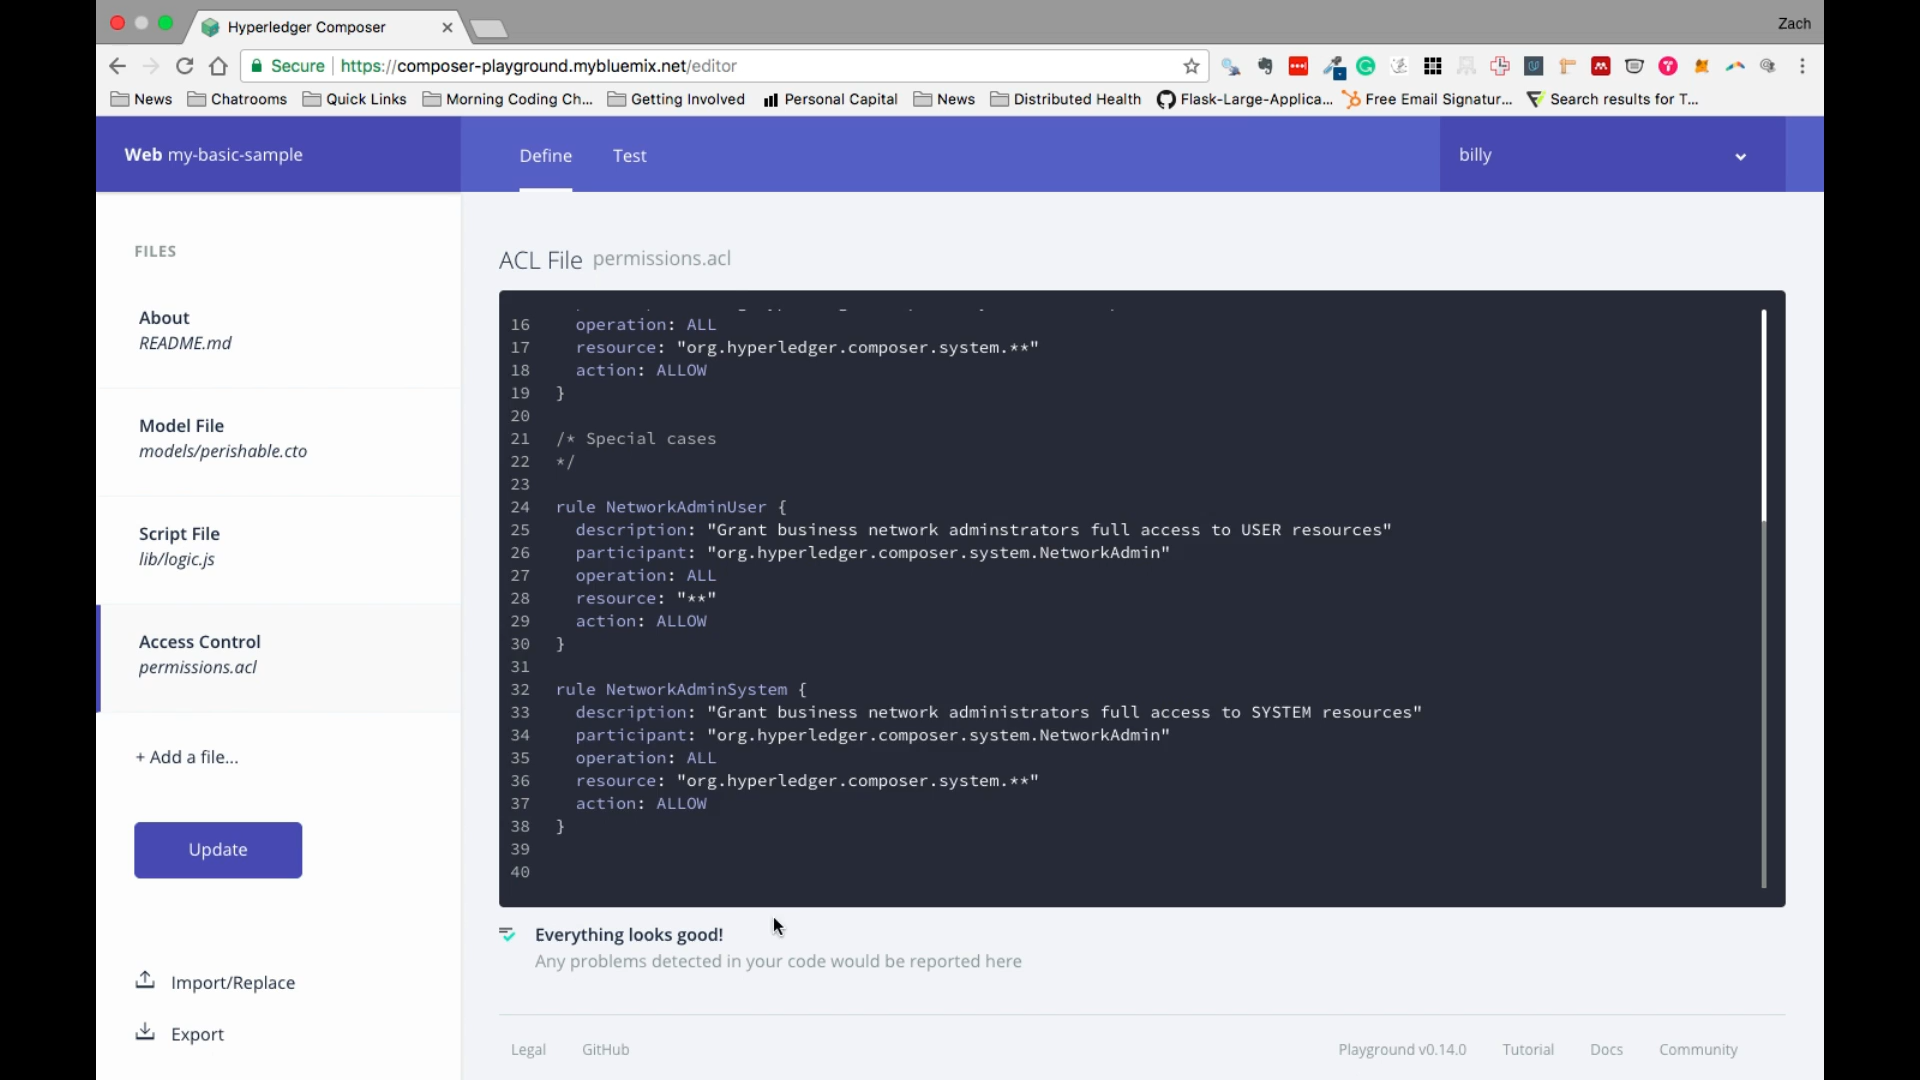 Hyperledger Composer
Zach
Secure https://composer-playground.mybluemix.net/editor
News Chatrooms Quick Links Morning Coding Ch... Getting Involved Personal Capital News Distributed Health Flask-Large-Applica... Free Email Signatur... Search results for T...
Web my-basic-sample
Define Test
billy
FILES
About
README.md
Model File
models/perishable.cto
Script File
lib/logic.js
Access Control
permissions.acl
+ Add a file...
Update
Import/Replace
Export
ACL File permissions.acl
16 operation: ALL
17 resource: "org.hyperledger.composer.system.**"
18 action: ALLOW
19 }
20
21 /* Special cases
22 */
23
24 rule NetworkAdminUser {
25 description: "Grant business network adminstrators full access to USER resources"
26 participant: "org.hyperledger.composer.system.NetworkAdmin"
27 operation: ALL
28 resource: "**"
29 action: ALLOW
30 }
31
32 rule NetworkAdminSystem {
33 description: "Grant business network administrators full access to SYSTEM resources"
34 participant: "org.hyperledger.composer.system.NetworkAdmin"
35 operation: ALL
36 resource: "org.hyperledger.composer.system.**"
37 action: ALLOW
38 }
39
40
Everything looks good!
Any problems detected in your code would be reported here
Legal GitHub
Playground v0.14.0 Tutorial Docs Community